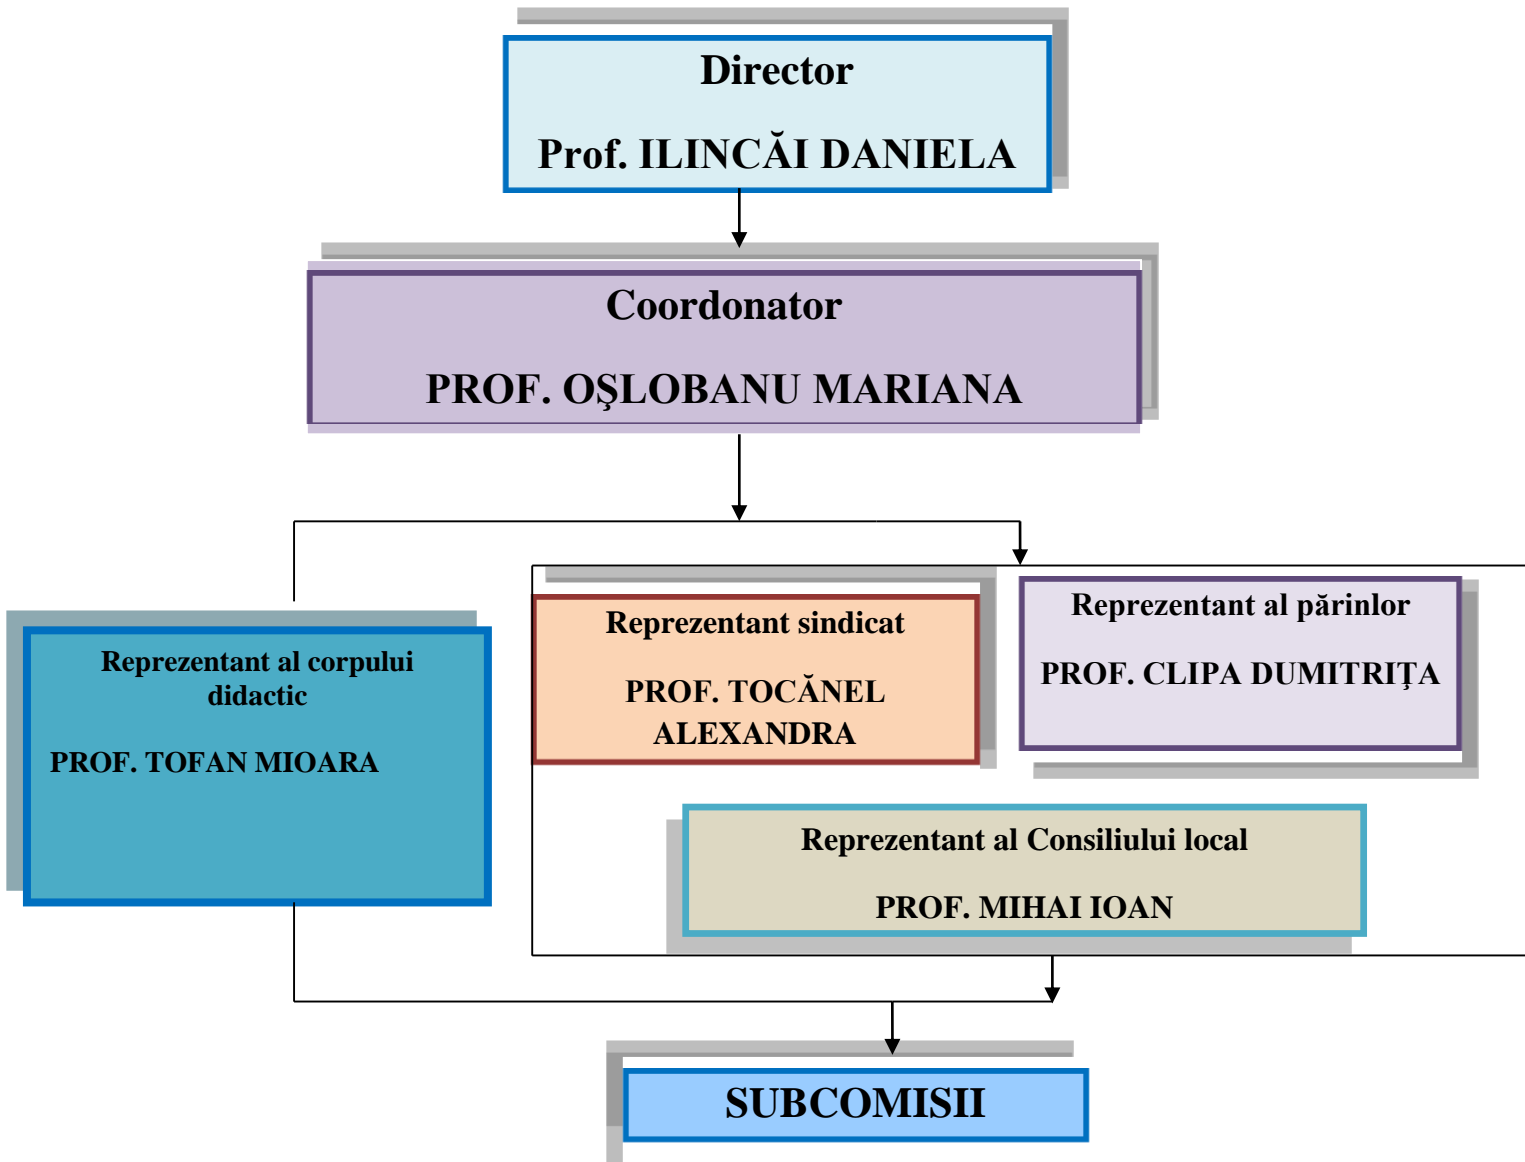 Director
Prof. ILINCĂI DANIELA
Coordonator
PROF. OŞLOBANU MARIANA
Reprezentant al corpului
didactic
PROF. TOFAN MIOARA
Reprezentant sindicat
PROF. TOCĂNEL
ALEXANDRA
Reprezentant al părinlor
PROF. CLIPA DUMITRIŢA
Reprezentant al Consiliului local
PROF. MIHAI IOAN
SUBCOMISII